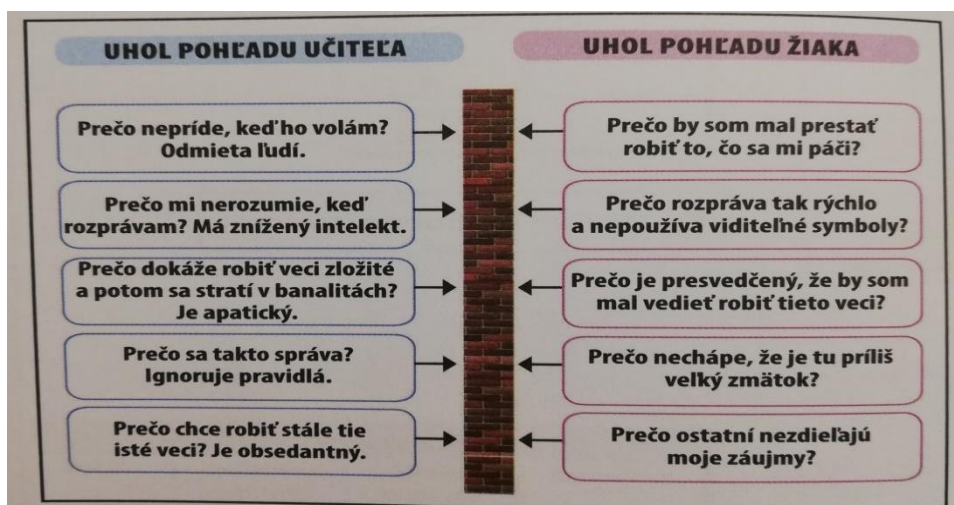 UHOL POHĽADU UČITEĽA
UHOL POHĽADU ŽIAKA
Prečo nepríde, keď ho volám?
Odmieta ľudí.
Prečo by som mal prestať
robiť to, čo sa mi páči?
Prečo mi nerozumie, keď
rozprávam? Má znížený intelekt.
Prečo rozpráva tak rýchlo
a nepoužíva viditeľné symboly?
Prečo dokáže robiť veci zložité
a potom sa stratí v banalitách?
Je apatický.
Prečo je presvedčený, že by som
mal vedieť robiť tieto veci?
Prečo sa takto správa?
Ignoruje pravidlá.
Prečo nechápe, že je tu príliš
veľký zmätok?
Prečo chce robiť stále tie
isté veci? Je obsedantný.
Prečo ostatní nezdieľajú
moje záujmy?